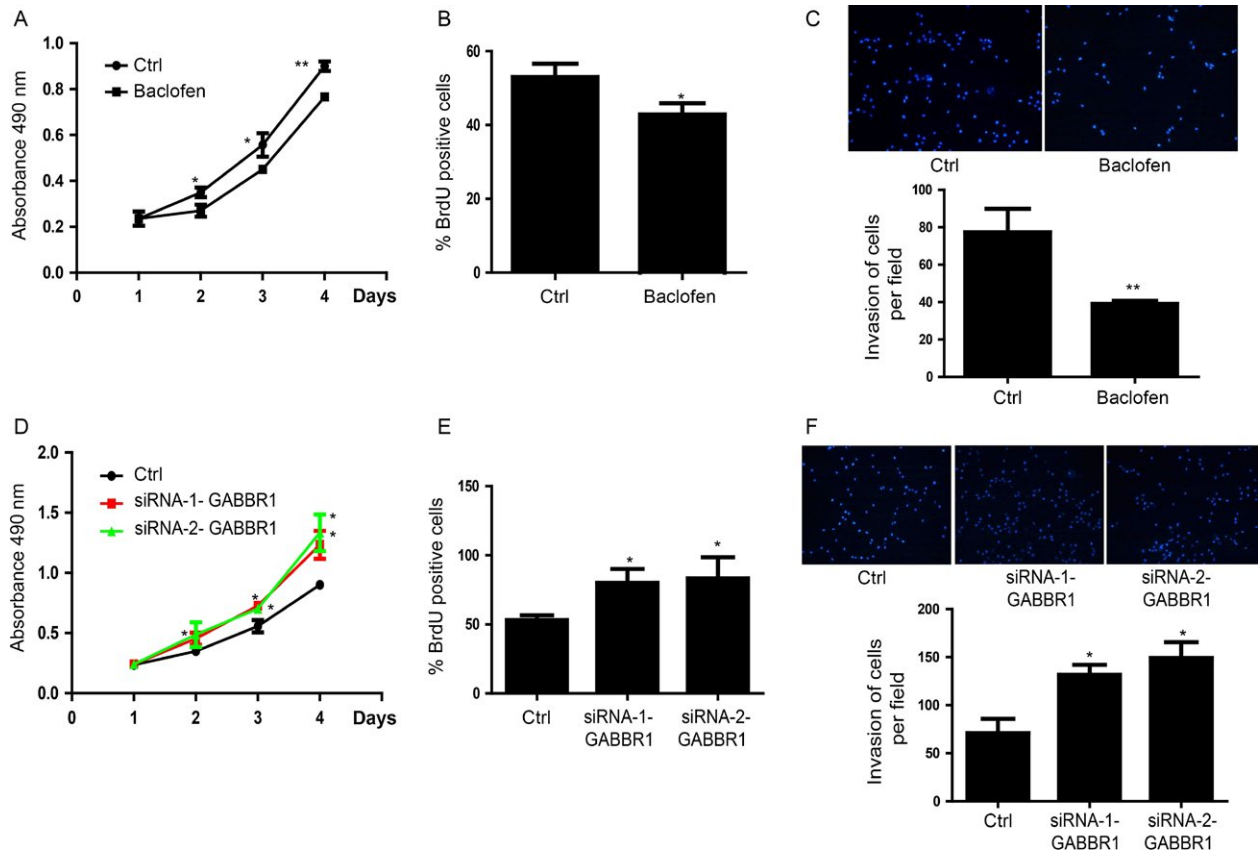 A
Absorbance 490 nm
1.0
0.8
0.6
0.4
0.2
0.0
Ctrl
Baclofen
*
*
**
0
1
2
3
4
Days
B
% BrdU positive cells
60
40
20
0
*
Ctrl
Baclofen
C
Ctrl
Baclofen
Invasion of cells
per field
100
80
60
40
20
0
**
Ctrl
Baclofen
D
Absorbance 490 nm
2.0
1.5
1.0
0.5
0.0
Ctrl
siRNA-1- GABBR1
siRNA-2- GABBR1
*
*
*
*
*
0
1
2
3
4
Days
E
% BrdU positive cells
150
100
50
0
*
*
Ctrl
siRNA-1-
GABBR1
siRNA-2-
GABBR1
F
Ctrl
siRNA-1-
GABBR1
siRNA-2-
GABBR1
Invasion of cells
per field
200
150
100
50
0
*
*
Ctrl
siRNA-1-
GABBR1
siRNA-2-
GABBR1